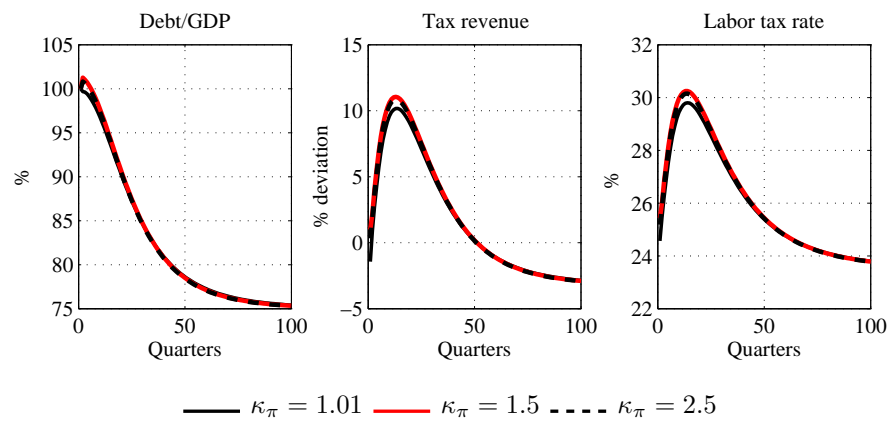 Debt/GDP Tax revenue Labor tax rate
105 15 32
100 10 30
95 28
90 5 26
85 0 24
80
75 −5 22
0 50 100 0 50 100 0 50 100
% % deviation %
Quarters Quarters Quarters
κπ = 1.01 κπ = 1.5 κπ = 2.5